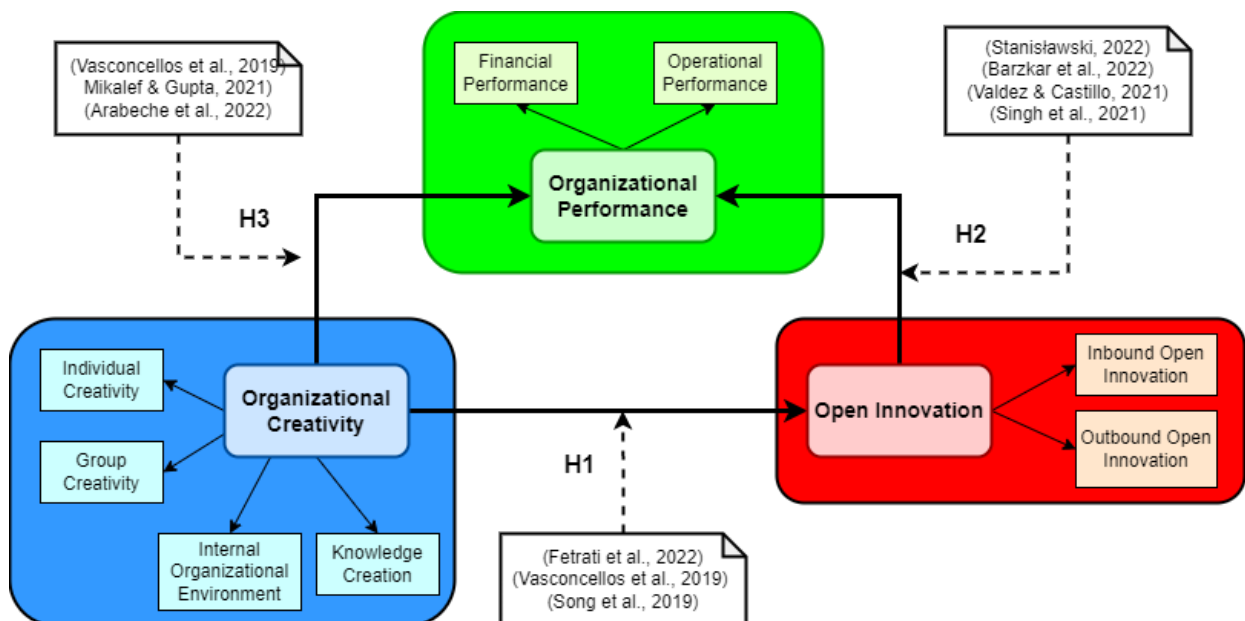 (Vasconcellos et al., 2019)
Mikalef & Gupta, 2021)
(Arabeche et al., 2022)
Financial
Performance
Operational
Performance
(Stanisławski, 2022)
(Barzkar et al., 2022)
(Valdez & Castillo, 2021)
(Singh et al., 2021)
Organizational
Performance
H3
H2
Individual
Creativity
Organizational
Creativity
Group
Creativity
Internal
Organizational
Environment
Knowledge
Creation
H1
Open Innovation
Inbound Open
Innovation
Outbound Open
Innovation
(Fetrati et al., 2022)
(Vasconcellos et al., 2019)
(Song et al., 2019)